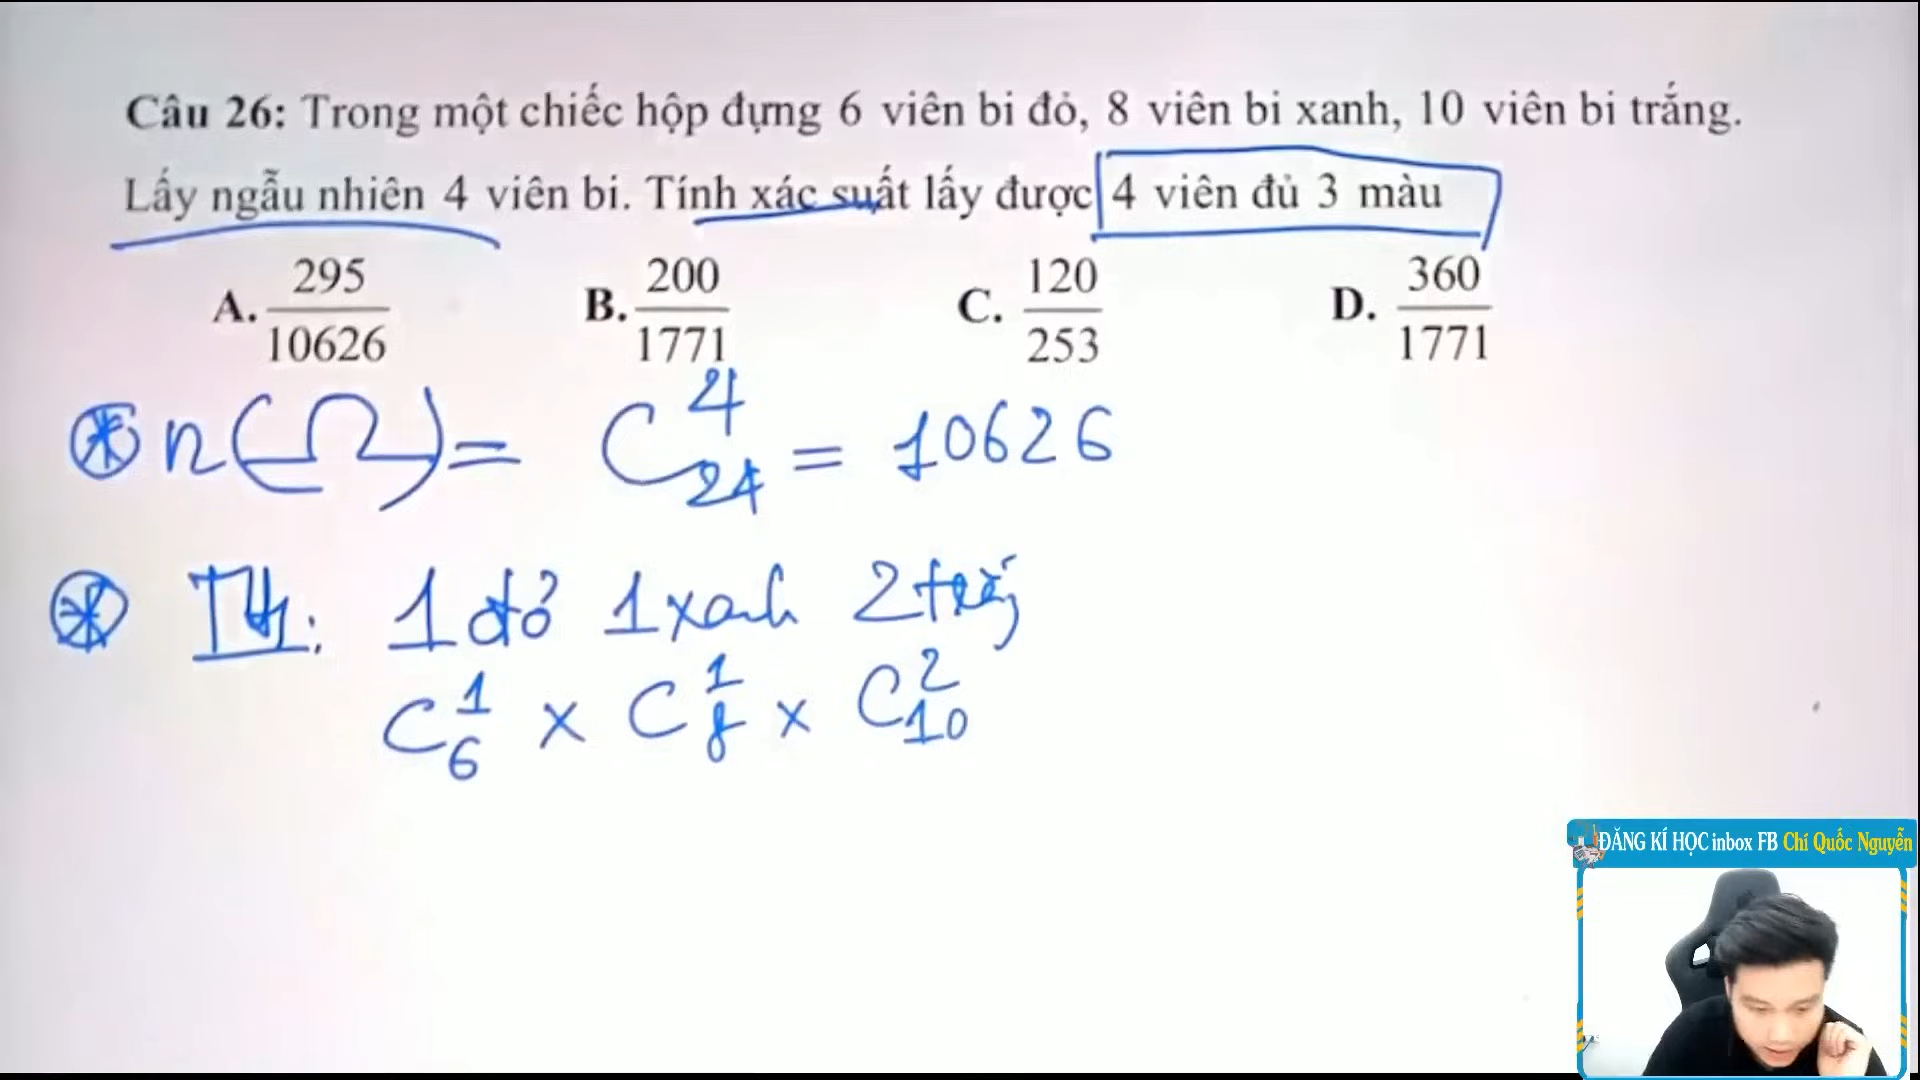 Câu 26: Trong một chiếc hộp đựng 6 viên bi đỏ, 8 viên bi xanh, 10 viên bi trắng.
Lấy ngẫu nhiên 4 viên bi. Tính xác suất lấy được 4 viên đủ 3 màu
A. 295/10626 B. 200/1771 C. 120/253 D. 360/1771
n(Ω) = C_24^4 = 10626
TH: 1 đỏ 1 xanh 2
C_6^1 x C_8^1 x C_10^2
ĐĂNG KÍ HỌC inbox FB Chí Quốc Nguyễn